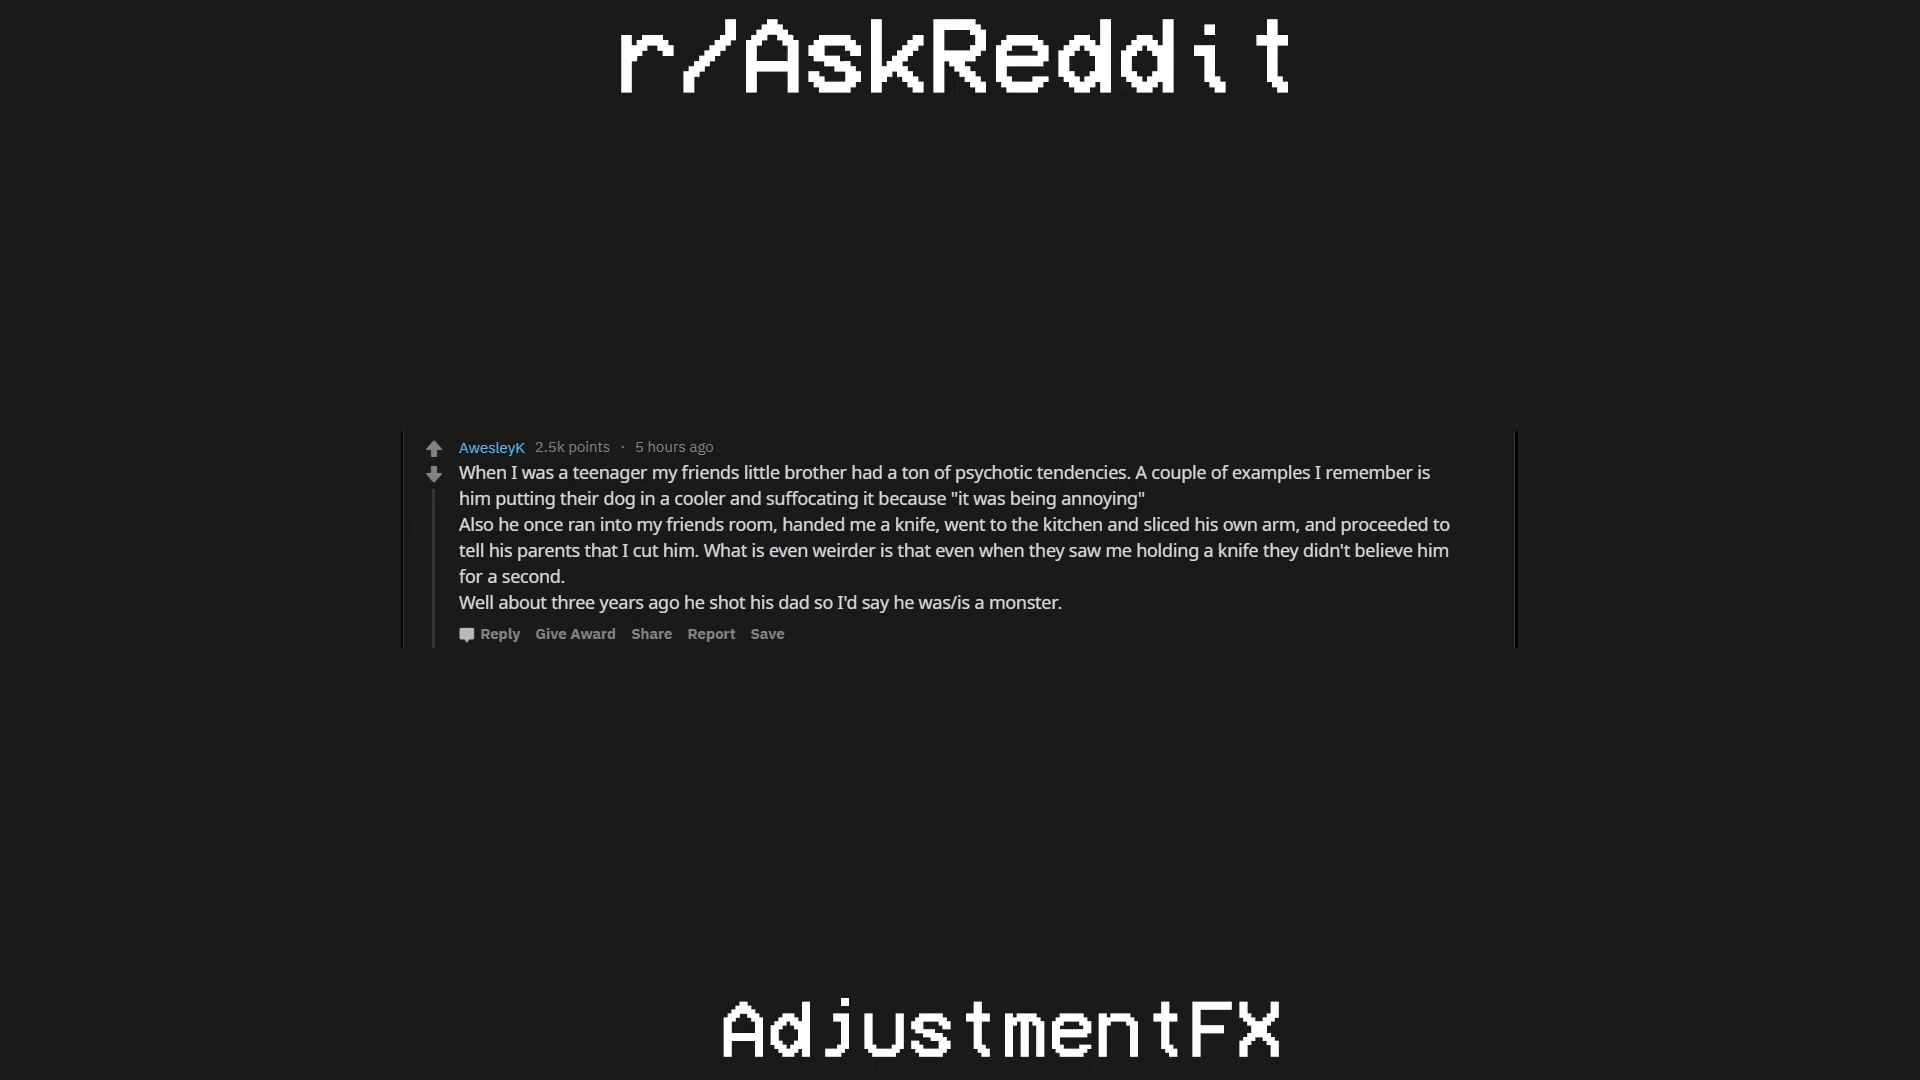 r/AskReddit
AwesleyK 2.5k points · 5 hours ago
When I was a teenager my friends little brother had a ton of psychotic tendencies. A couple of examples I remember is
him putting their dog in a cooler and suffocating it because "it was being annoying"
Also he once ran into my friends room, handed me a knife, went to the kitchen and sliced his own arm, and proceeded to
tell his parents that I cut him. What is even weirder is that even when they saw me holding a knife they didn't believe him
for a second.
Well about three years ago he shot his dad so I'd say he was/is a monster.
Reply Give Award Share Report Save
AdjustmentFX